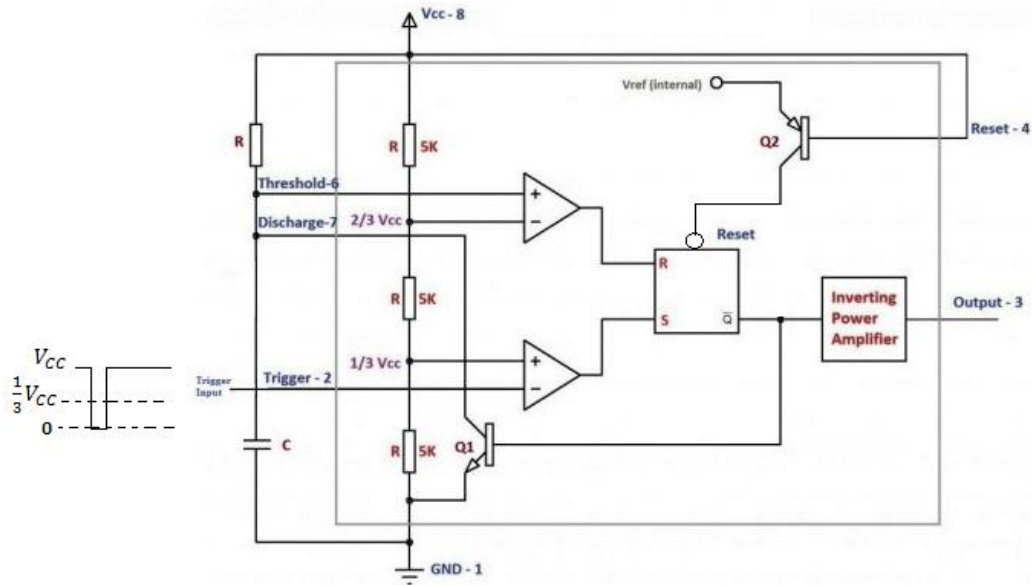 Vcc - 8
Vref (internal)
Reset - 4
Q2
R
R 5K
Threshold-6
+
Discharge-7
2/3 Vcc
−
Reset
R
R 5K
Inverting
Power
Amplifier
Output - 3
S
Q̅
V_CC
1/3 V_CC
0
1/3 Vcc
+
Trigger
Input
Trigger - 2
−
C
R 5K
Q1
GND - 1